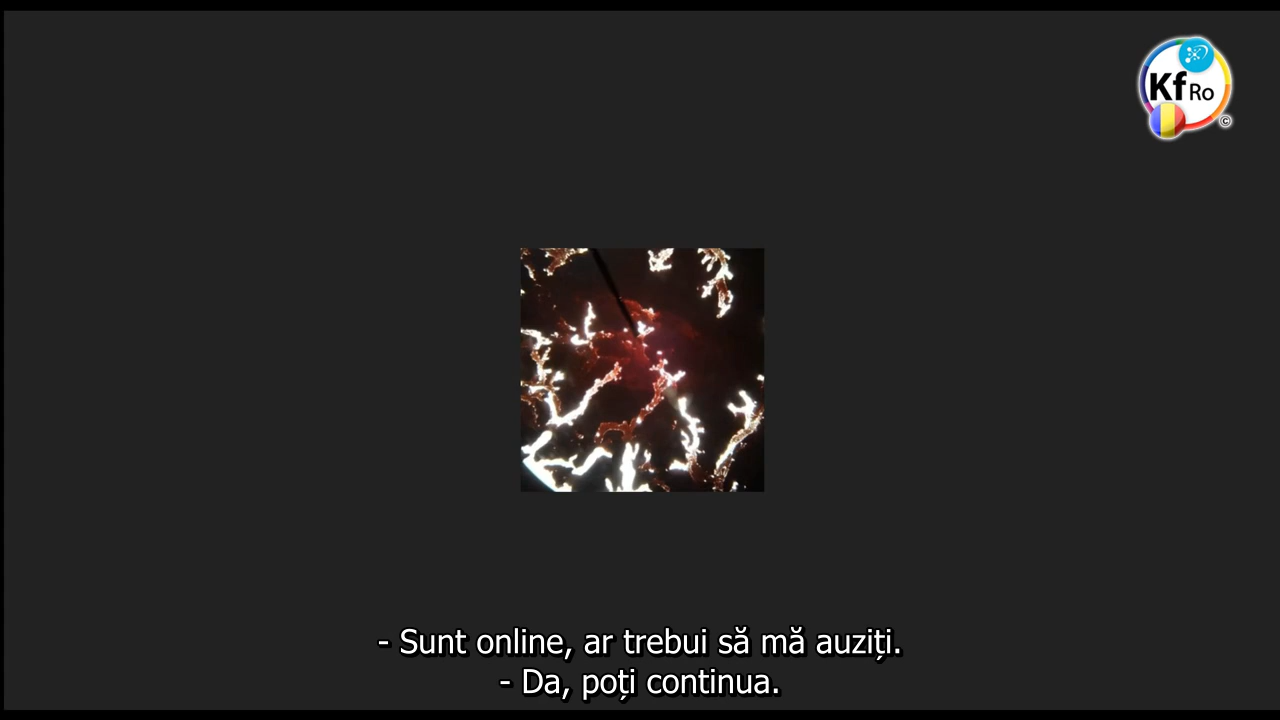 Kf Ro
©
- Sunt online, ar trebui să mă auziți.
- Da, poți continua.